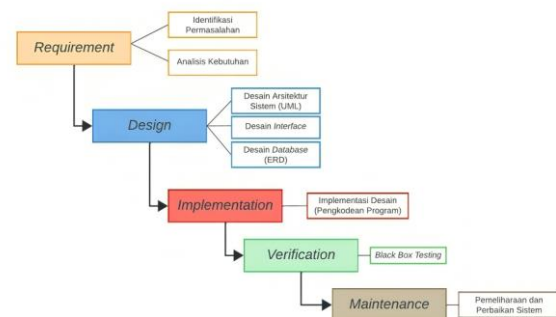 Requirement
Identifikasi
Permasalahan
Analisis Kebutuhan
Design
Desain Arsitektur
Sistem (UML)
Desain Interface
Desain Database
(ERD)
Implementation
Implementasi Desain
(Pengkodean Program)
Verification
Black Box Testing
Maintenance
Pemeliharaan dan
Perbaikan Sistem